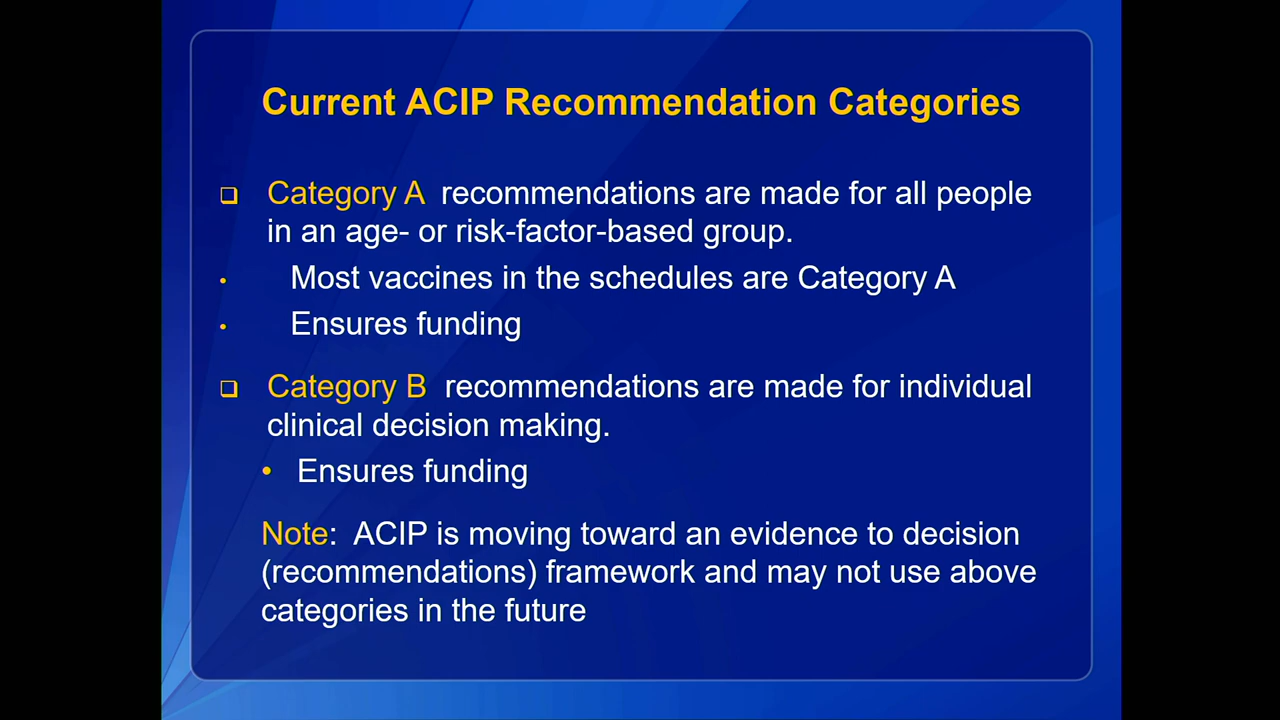 Current ACIP Recommendation Categories
❑ Category A recommendations are made for all people
in an age- or risk-factor-based group.
• Most vaccines in the schedules are Category A
• Ensures funding
❑ Category B recommendations are made for individual
clinical decision making.
• Ensures funding
Note: ACIP is moving toward an evidence to decision
(recommendations) framework and may not use above
categories in the future